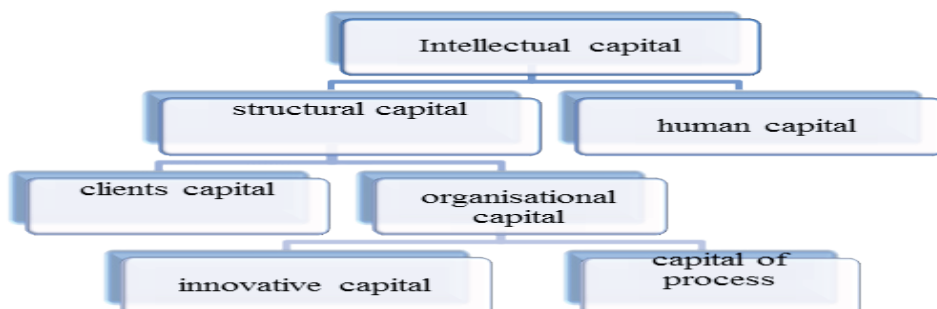 Intellectual capital
structural capital
human capital
clients capital
organisational
capital
innovative capital
capital of
process